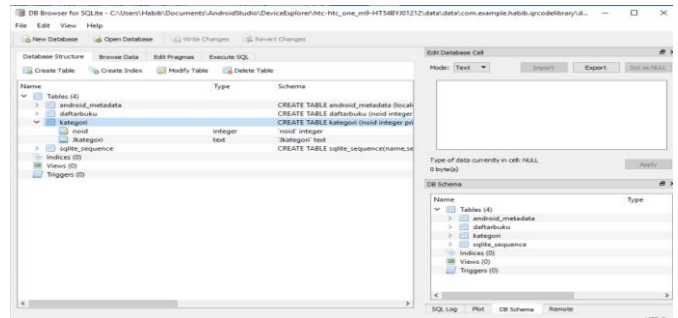 DB Browser for SQLite - C:\Users\Habib\Documents\AndroidStudio\DeviceExplorer\htc-htc_one_m9-HT54BYJ01212\data\data\com.example.habib.qrcodelibrary\d...
File Edit View Help
New Database Open Database Write Changes Revert Changes
Database Structure Browse Data Edit Pragmas Execute SQL
Create Table Create Index Modify Table Delete Table
Name Type Schema
Tables (4)
android_metadata CREATE TABLE android_metadata (locale
daftarbuku CREATE TABLE daftarbuku (noid integer
kategori CREATE TABLE kategori (noid integer pri
noid integer 'noid' integer
Jkategori text 'Jkategori' text
sqlite_sequence CREATE TABLE sqlite_sequence(name,se
Indices (0)
Views (0)
Triggers (0)
Edit Database Cell
Mode: Text Import Export Set as NULL
Type of data currently in cell: NULL
0 byte(s)
Apply
DB Schema
Name Type
Tables (4)
android_metadata
daftarbuku
kategori
sqlite_sequence
Indices (0)
Views (0)
Triggers (0)
SQL Log Plot DB Schema Remote